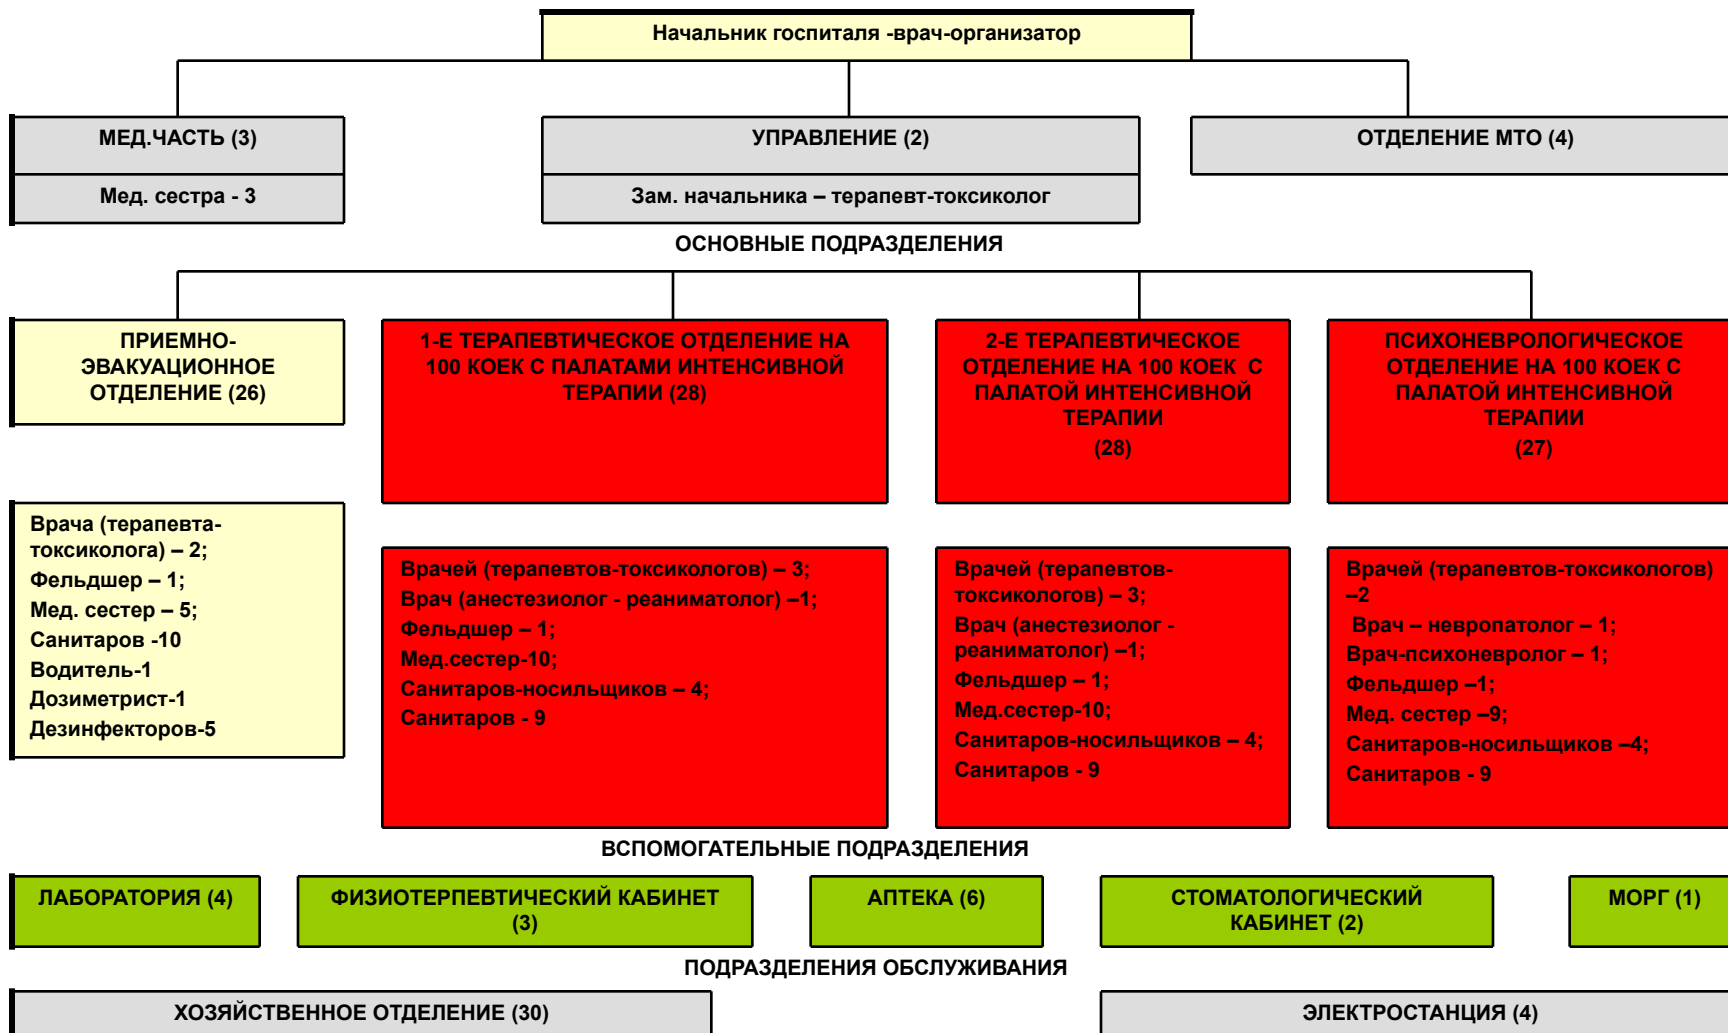 Начальник госпиталя -врач-организатор
МЕД.ЧАСТЬ (3)
УПРАВЛЕНИЕ (2)
ОТДЕЛЕНИЕ МТО (4)
Мед. сестра - 3
Зам. начальника – терапевт-токсиколог
ОСНОВНЫЕ ПОДРАЗДЕЛЕНИЯ
ПРИЕМНО-
ЭВАКУАЦИОННОЕ
ОТДЕЛЕНИЕ (26)
1-Е ТЕРАПЕВТИЧЕСКОЕ ОТДЕЛЕНИЕ НА
100 КОЕК С ПАЛАТАМИ ИНТЕНСИВНОЙ
ТЕРАПИИ (28)
2-Е ТЕРАПЕВТИЧЕСКОЕ
ОТДЕЛЕНИЕ НА 100 КОЕК С
ПАЛАТОЙ ИНТЕНСИВНОЙ
ТЕРАПИИ
(28)
ПСИХОНЕВРОЛОГИЧЕСКОЕ
ОТДЕЛЕНИЕ НА 100 КОЕК С
ПАЛАТОЙ ИНТЕНСИВНОЙ
ТЕРАПИИ
(27)
Врача (терапевта-
токсиколога) – 2;
Фельдшер – 1;
Мед. сестер – 5;
Санитаров -10
Водитель-1
Дозиметрист-1
Дезинфекторов-5
Врачей (терапевтов-токсикологов) – 3;
Врач (анестезиолог - реаниматолог) –1;
Фельдшер – 1;
Мед.сестер-10;
Санитаров-носильщиков – 4;
Санитаров - 9
Врачей (терапевтов-
токсикологов) – 3;
Врач (анестезиолог -
реаниматолог) –1;
Фельдшер – 1;
Мед.сестер-10;
Санитаров-носильщиков – 4;
Санитаров - 9
Врачей (терапевтов-токсикологов)
–2
Врач – невропатолог – 1;
Врач-психоневролог – 1;
Фельдшер –1;
Мед. сестер –9;
Санитаров-носильщиков –4;
Санитаров - 9
ВСПОМОГАТЕЛЬНЫЕ ПОДРАЗДЕЛЕНИЯ
ЛАБОРАТОРИЯ (4)
ФИЗИОТЕРПЕВТИЧЕСКИЙ КАБИНЕТ
(3)
АПТЕКА (6)
СТОМАТОЛОГИЧЕСКИЙ
КАБИНЕТ (2)
МОРГ (1)
ПОДРАЗДЕЛЕНИЯ ОБСЛУЖИВАНИЯ
ХОЗЯЙСТВЕННОЕ ОТДЕЛЕНИЕ (30)
ЭЛЕКТРОСТАНЦИЯ (4)